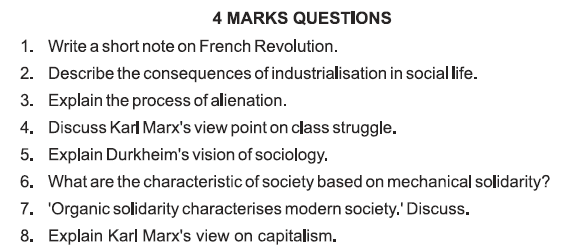 4 MARKS QUESTIONS
1. Write a short note on French Revolution.
2. Describe the consequences of industrialisation in social life.
3. Explain the process of alienation.
4. Discuss Karl Marx's view point on class struggle.
5. Explain Durkheim's vision of sociology.
6. What are the characteristic of society based on mechanical solidarity?
7. 'Organic solidarity characterises modern society.' Discuss.
8. Explain Karl Marx's view on capitalism.